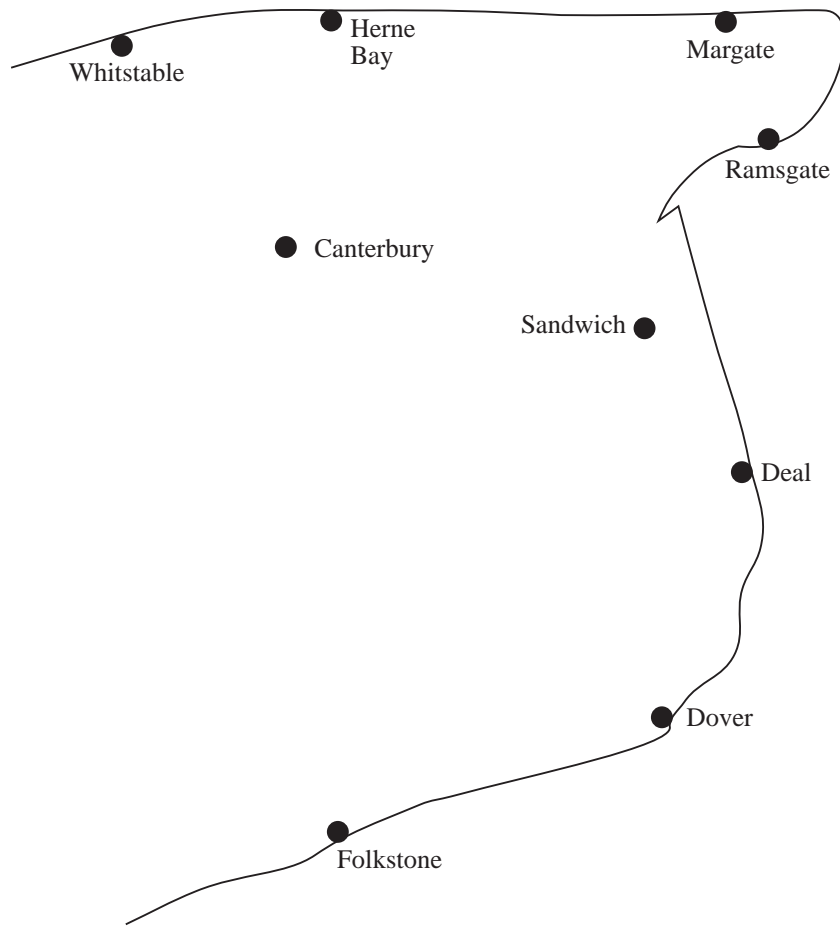 Herne
Bay
Margate
Whitstable
Ramsgate
Canterbury
Sandwich
Deal
Dover
Folkstone